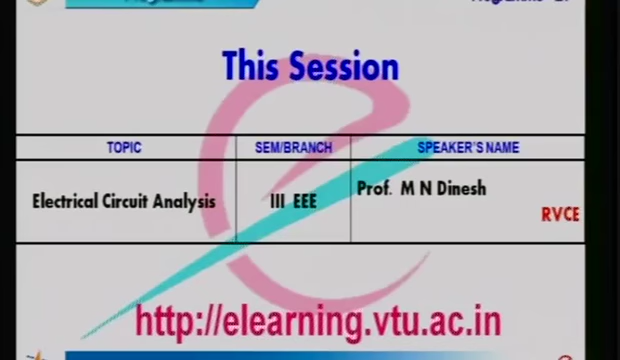 This Session
TOPIC SEM/BRANCH SPEAKER'S NAME
Electrical Circuit Analysis III EEE Prof. M N Dinesh
RVCE
http://elearning.vtu.ac.in